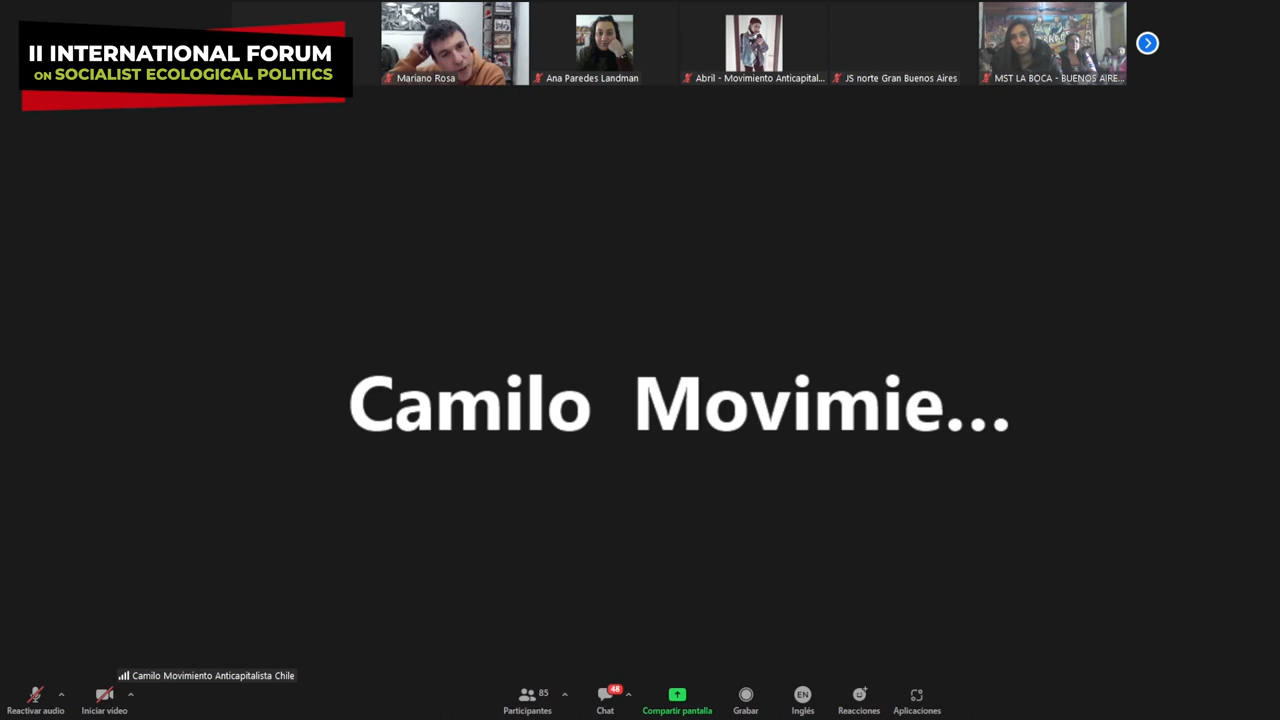 II INTERNATIONAL FORUM
ON SOCIALIST ECOLOGICAL POLITICS
Mariano Rosa
Ana Paredes Landman
Abril - Movimiento Anticapital...
JS norte Gran Buenos Aires
MST LA BOCA - BUENOS AIRE...
Camilo Movimie...
Camilo Movimiento Anticapitalista Chile
Reactivar audio
Iniciar video
85
Participantes
48
Chat
Compartir pantalla
Grabar
EN
Inglés
Reacciones
Aplicaciones